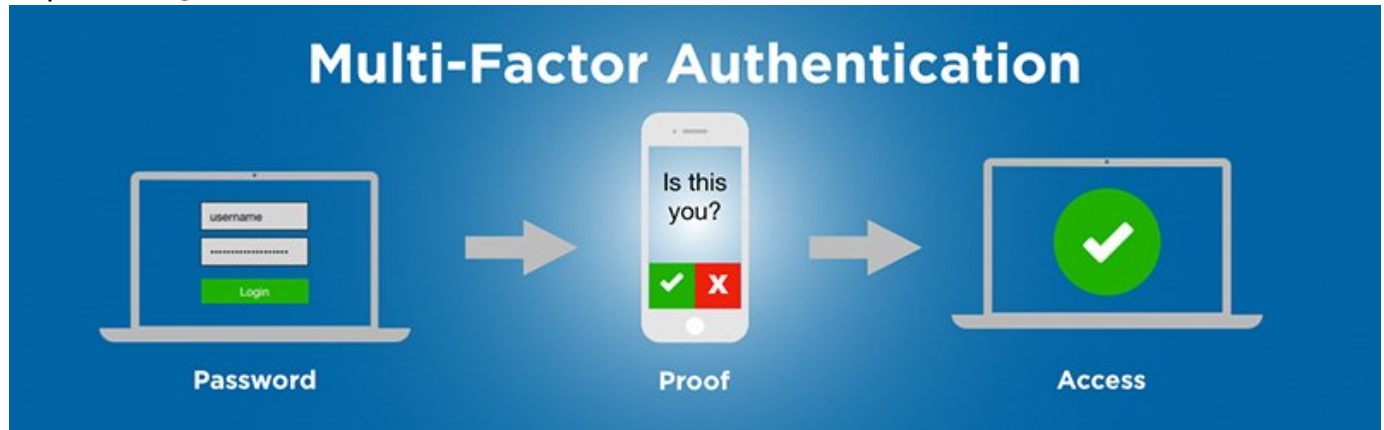 Multi-Factor Authentication
username
Login
Password
Is this
you?
X
Proof
Access